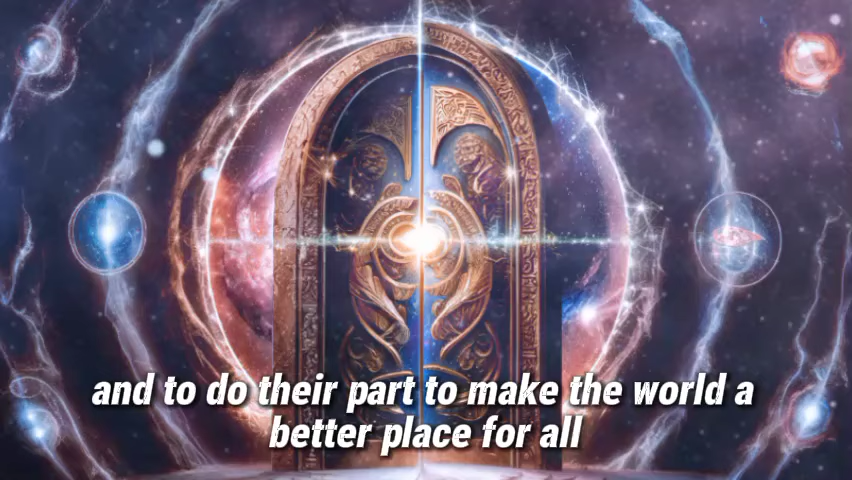 and to do their part to make the world a
better place for all